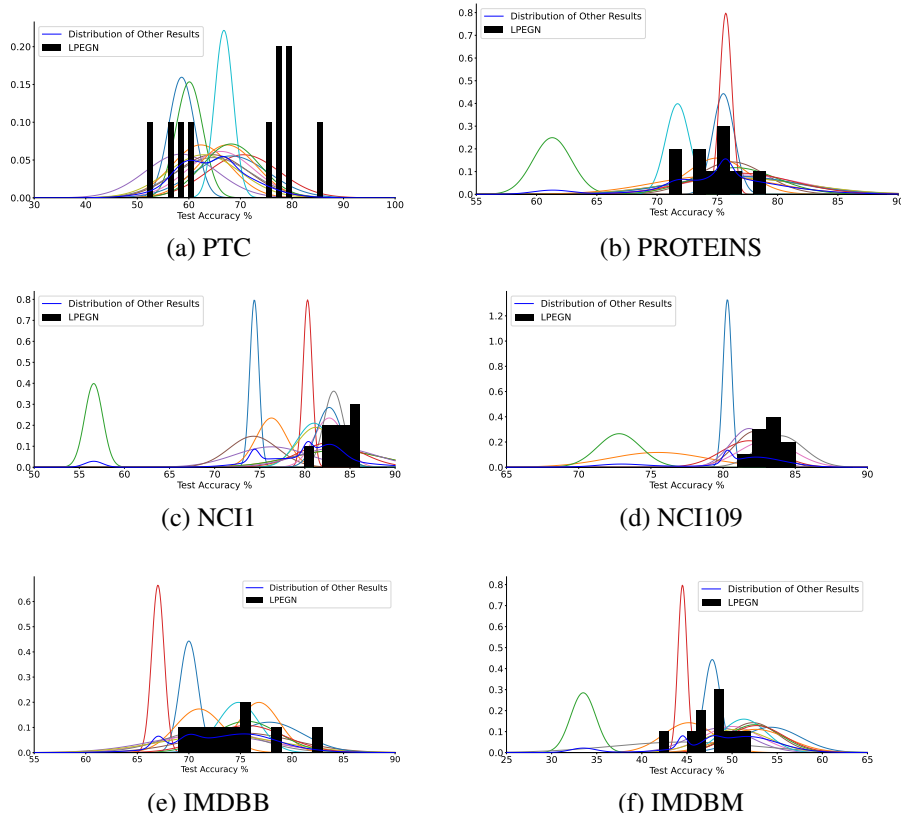 Distribution of Other Results
LPEGN
0.20
0.15
0.10
0.05
0.00
30 40 50 60 70 80 90 100
Test Accuracy %
(a) PTC
Distribution of Other Results
LPEGN
0.8
0.7
0.6
0.5
0.4
0.3
0.2
0.1
0.0
55 60 65 70 75 80 85 90
Test Accuracy %
(b) PROTEINS
Distribution of Other Results
LPEGN
0.8
0.7
0.6
0.5
0.4
0.3
0.2
0.1
0.0
50 55 60 65 70 75 80 85 90
Test Accuracy %
(c) NCI1
Distribution of Other Results
LPEGN
1.2
1.0
0.8
0.6
0.4
0.2
0.0
65 70 75 80 85 90
Test Accuracy %
(d) NCI109
Distribution of Other Results
LPEGN
0.6
0.5
0.4
0.3
0.2
0.1
0.0
55 60 65 70 75 80 85 90
Test Accuracy %
(e) IMDBB
Distribution of Other Results
LPEGN
0.8
0.7
0.6
0.5
0.4
0.3
0.2
0.1
0.0
25 30 35 40 45 50 55 60 65
Test Accuracy %
(f) IMDBM